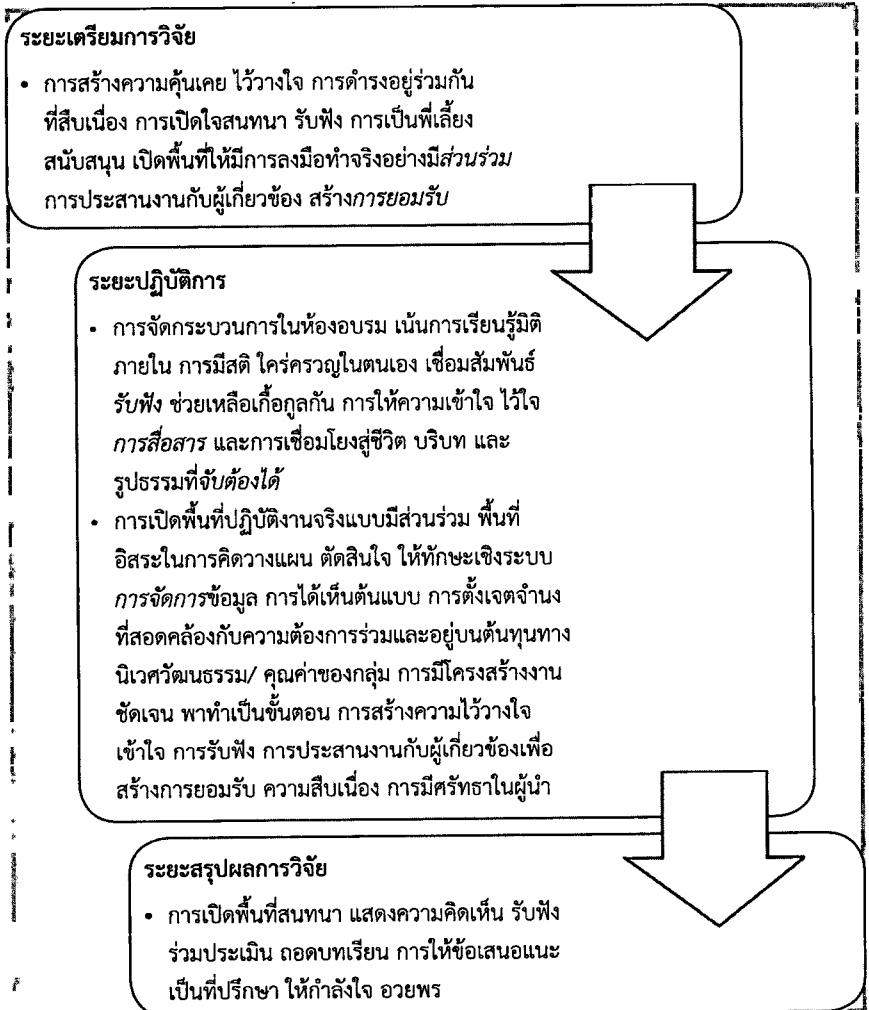 ระยะเตรียมการวิจัย
• การสร้างความคุ้นเคย ไว้วางใจ การดำรงอยู่ร่วมกัน
ที่สืบเนื่อง การเปิดใจสนทนา รับฟัง การเป็นพี่เลี้ยง
สนับสนุน เปิดพื้นที่ให้มีการลงมือทำจริงอย่างมีส่วนร่วม
การประสานงานกับผู้เกี่ยวข้อง สร้างการยอมรับ
ระยะปฏิบัติการ
• การจัดกระบวนการในห้องอบรม เน้นการเรียนรู้มิติ
ภายใน การมีสติ ใคร่ครวญในตนเอง เชื่อมสัมพันธ์
รับฟัง ช่วยเหลือเกื้อกูลกัน การให้ความเข้าใจ ไว้ใจ
การสื่อสาร และการเชื่อมโยงสู่ชีวิต บริบท และ
รูปธรรมที่จับต้องได้
• การเปิดพื้นที่ปฏิบัติงานจริงแบบมีส่วนร่วม พื้นที่
อิสระในการคิดวางแผน ตัดสินใจ ให้ทักษะเชิงระบบ
การจัดการข้อมูล การได้เห็นต้นแบบ การตั้งเจตจำนง
ที่สอดคล้องกับความต้องการร่วมและอยู่บนต้นทุนทาง
นิเวศวัฒนธรรม/ คุณค่าของกลุ่ม การมีโครงสร้างงาน
ชัดเจน พาทำเป็นขั้นตอน การสร้างความไว้วางใจ
เข้าใจ การรับฟัง การประสานงานกับผู้เกี่ยวข้องเพื่อ
สร้างการยอมรับ ความสืบเนื่อง การมีศรัทธาในผู้นำ
ระยะสรุปผลการวิจัย
• การเปิดพื้นที่สนทนา แสดงความคิดเห็น รับฟัง
ร่วมประเมิน ถอดบทเรียน การให้ข้อเสนอแนะ
เป็นที่ปรึกษา ให้กำลังใจ อวยพร